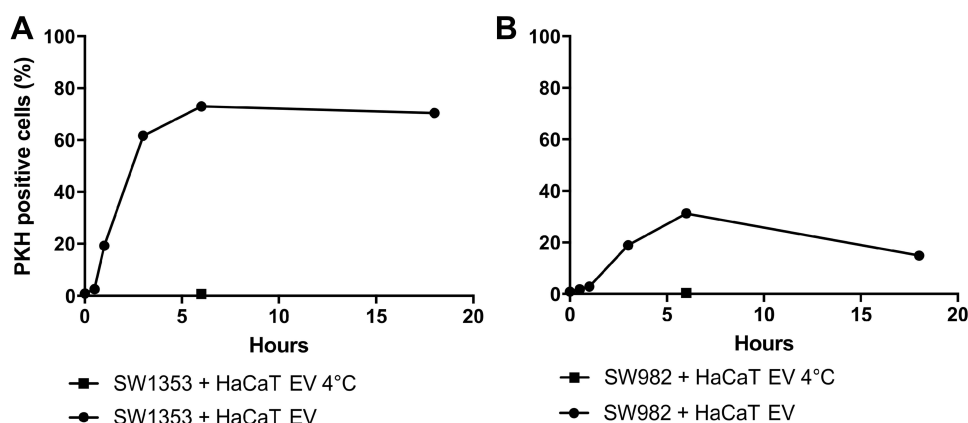 A
PKH positive cells (%)
100
80
60
40
20
0
0 5 10 15 20
Hours
SW1353 + HaCaT EV 4°C
SW1353 + HaCaT EV
B
100
80
60
40
20
0
0 5 10 15 20
Hours
SW982 + HaCaT EV 4°C
SW982 + HaCaT EV